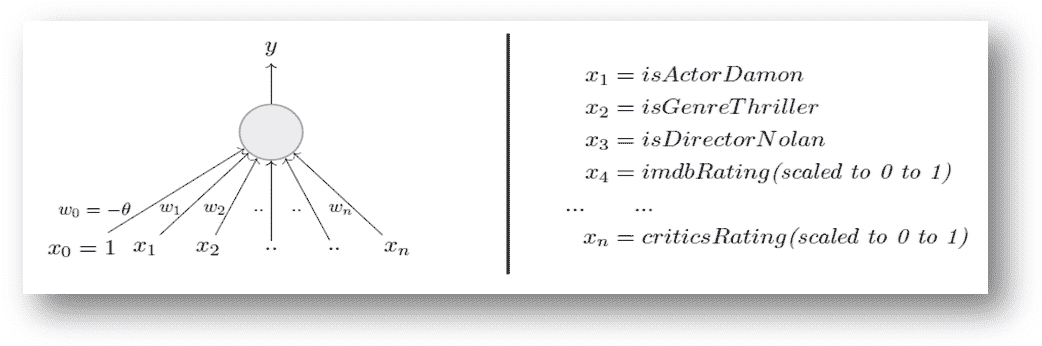 y
w₀ = −θ w₁ w₂ .. .. wₙ
x₀ = 1 x₁ x₂ .. .. xₙ
x₁ = isActorDamon
x₂ = isGenreThriller
x₃ = isDirectorNolan
x₄ = imdbRating(scaled to 0 to 1)
... ...
xₙ = criticsRating(scaled to 0 to 1)